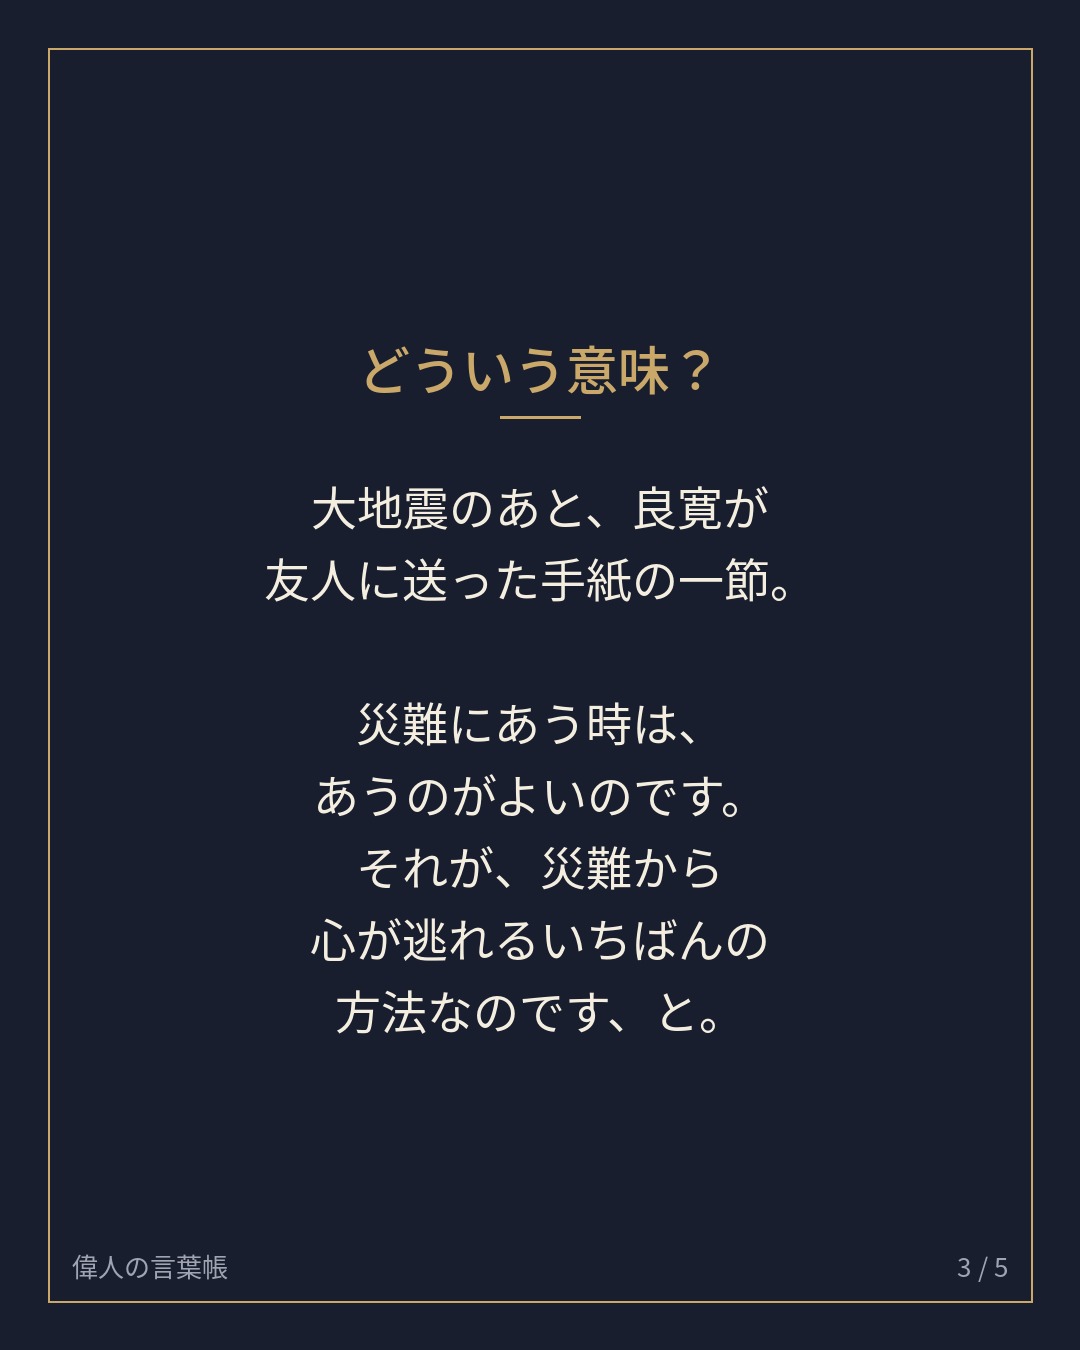 どういう意味？
大地震のあと、良寛が
友人に送った手紙の一節。
災難にあう時は、
あうのがよいのです。
それが、災難から
心が逃れるいちばんの
方法なのです、と。
偉人の言葉帳
3 / 5